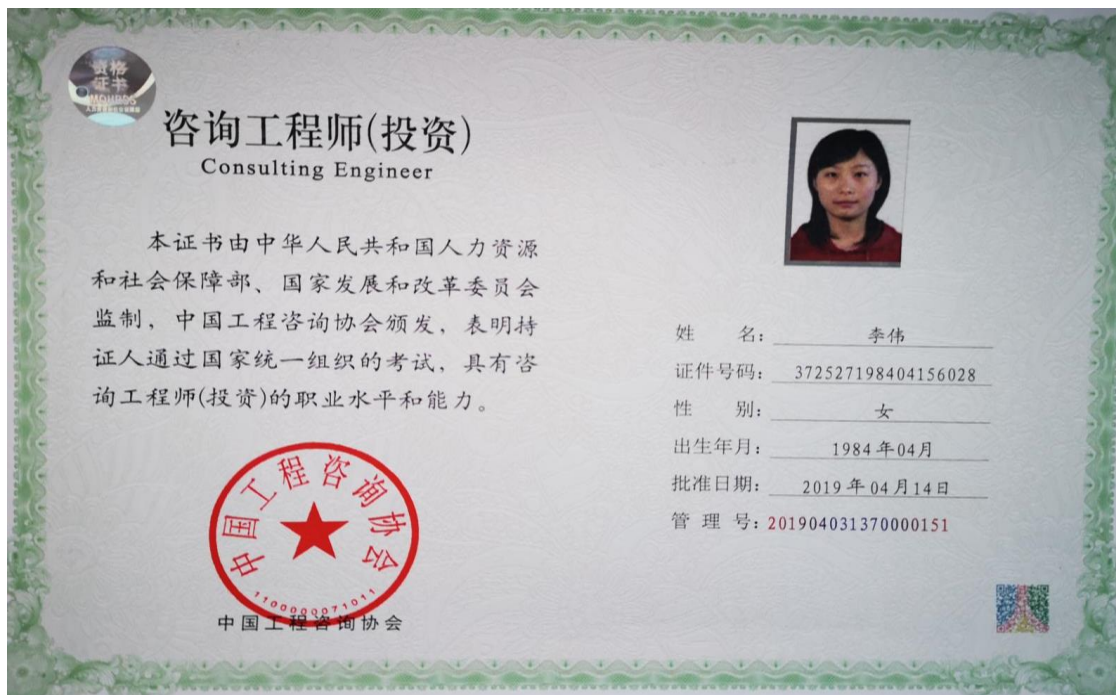 资格
证书
MOHRSS
咨询工程师(投资)
Consulting Engineer
本证书由中华人民共和国人力资源
和社会保障部、国家发展和改革委员会
监制，中国工程咨询协会颁发，表明持
证人通过国家统一组织的考试，具有咨
询工程师(投资)的职业水平和能力。
中国工程咨询协会
1100000071011
中国工程咨询协会
姓 名：李伟
证件号码：372527198404156028
性 别：女
出生年月：1984年04月
批准日期：2019年04月14日
管 理 号：201904031370000151